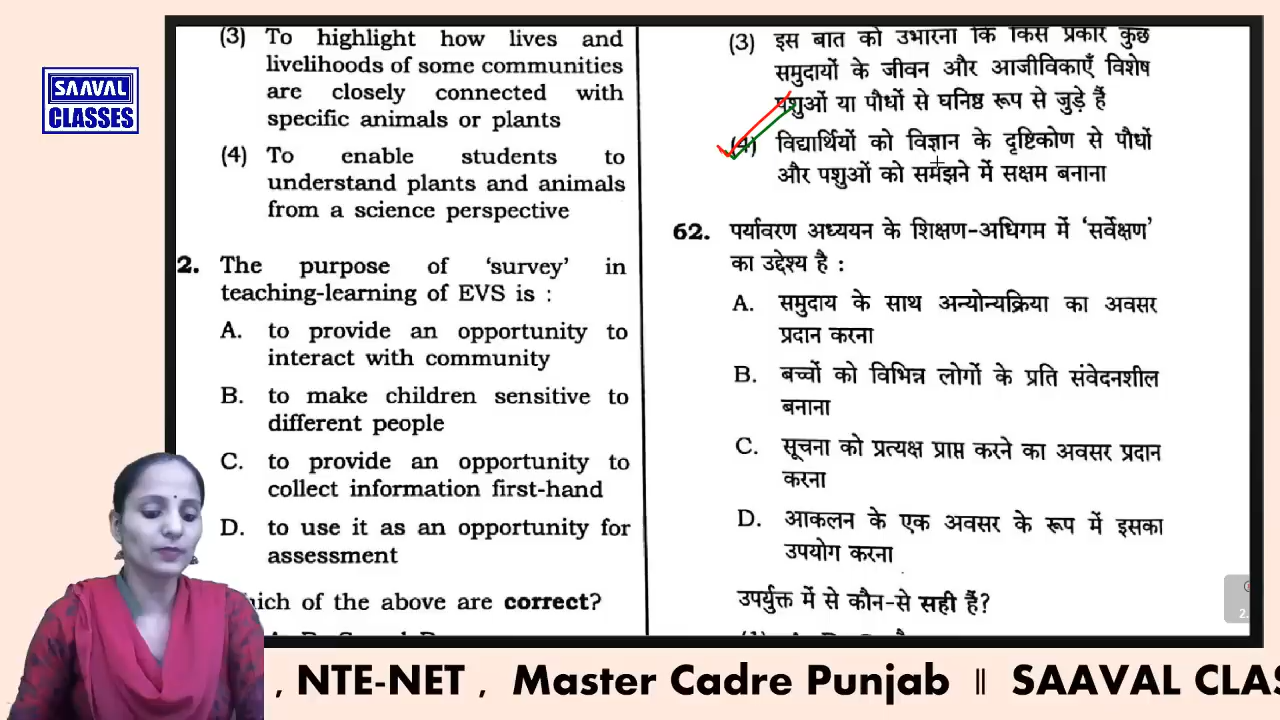 SAAVAL
CLASSES
(3) To highlight how lives and
livelihoods of some communities
are closely connected with
specific animals or plants
(4) To enable students to
understand plants and animals
from a science perspective
2. The purpose of ‘survey’ in
teaching-learning of EVS is :
A. to provide an opportunity to
interact with community
B. to make children sensitive to
different people
C. to provide an opportunity to
collect information first-hand
D. to use it as an opportunity for
assessment
of the above are correct?
(3) इस बात को उभारना कि किस प्रकार कुछ
समुदायों के जीवन और आजीविकाएँ विशेष
पशुओं या पौधों से घनिष्ठ रूप से जुड़े हैं
(4) विद्यार्थियों को विज्ञान के दृष्टिकोण से पौधों
और पशुओं को समझने में सक्षम बनाना
62. पर्यावरण अध्ययन के शिक्षण-अधिगम में ‘सर्वेक्षण’
का उद्देश्य है :
A. समुदाय के साथ अन्योन्यक्रिया का अवसर
प्रदान करना
B. बच्चों को विभिन्न लोगों के प्रति संवेदनशील
बनाना
C. सूचना को प्रत्यक्ष प्राप्त करने का अवसर प्रदान
करना
D. आकलन के एक अवसर के रूप में इसका
उपयोग करना
उपर्युक्त में से कौन-से सही हैं?
, NTE-NET , Master Cadre Punjab || SAAVAL CLAS